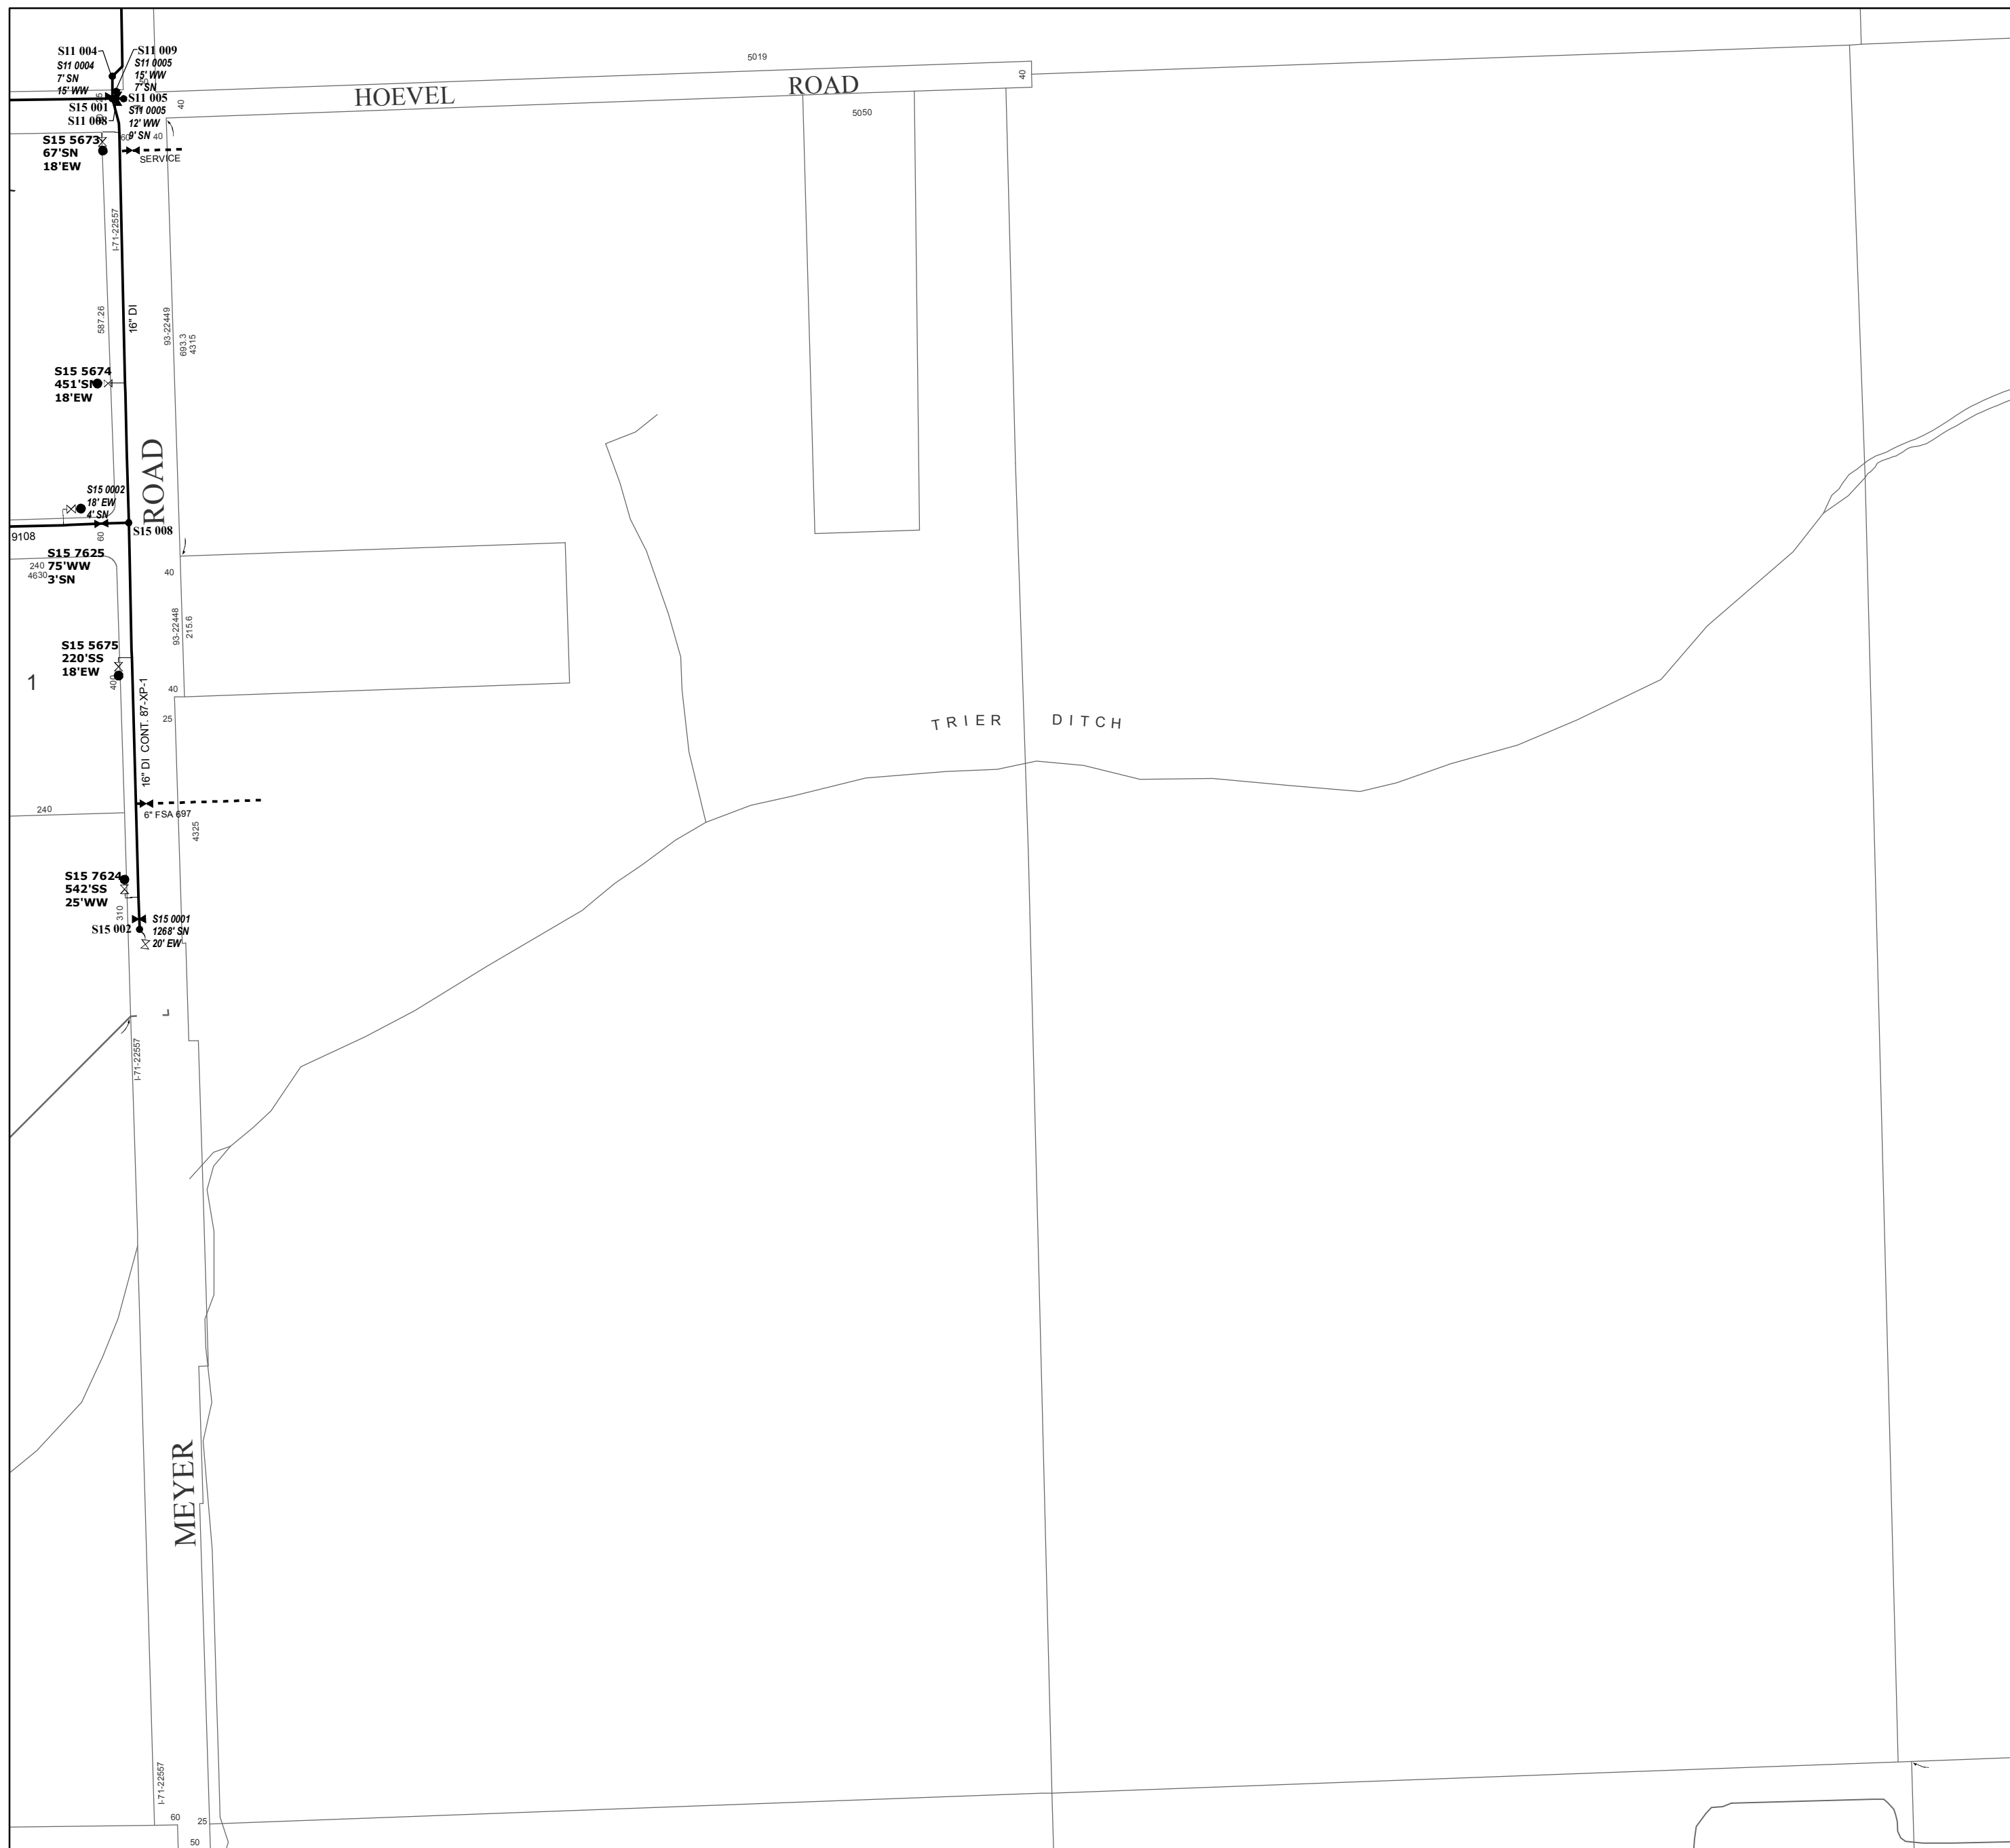 5019
HOEVEL ROAD
40
5050
S11 004
S11 0004
7' SN
15' WW
S11 009
S11 0005
15' WW
7' SN
50
25
S15 001
S11 008
S11 005
S11 0005
12' WW
9' SN
40
60
40
S15 5673
67'SN
18'EW
SERVICE
I-71-22557
587.26
16" DI
93-22449
693.3
4315
S15 5674
451'SN
18'EW
ROAD
S15 0002
18' EW
4' SN
S15 008
9108
60
S15 7625
75'WW
3'SN
240
4630
40
93-22448
215.6
S15 5675
220'SS
18'EW
400
1
40
25
16" DI CONT. 87-XP-1
TRIER DITCH
6" FSA 697
240
4325
S15 7624
542'SS
25'WW
310
S15 002
S15 0001
1268' SN
20' EW
I-71-22557
MEYER
I-71-22557
60
25
50